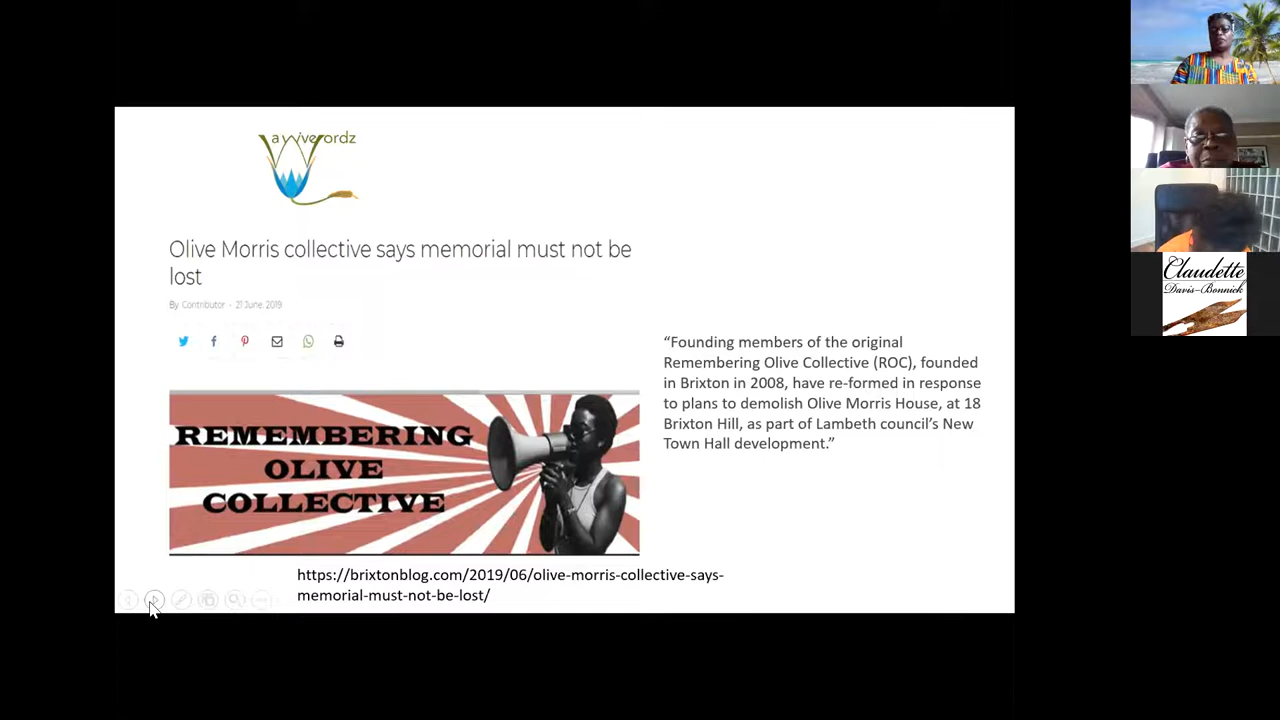 Olive Morris collective says memorial must not be
lost
By Contributor - 21 June, 2019
REMEMBERING
OLIVE
COLLECTIVE
“Founding members of the original
Remembering Olive Collective (ROC), founded
in Brixton in 2008, have re-formed in response
to plans to demolish Olive Morris House, at 18
Brixton Hill, as part of Lambeth council’s New
Town Hall development.”
https://brixtonblog.com/2019/06/olive-morris-collective-says-
memorial-must-not-be-lost/
Claudette
Davis-Bonnick